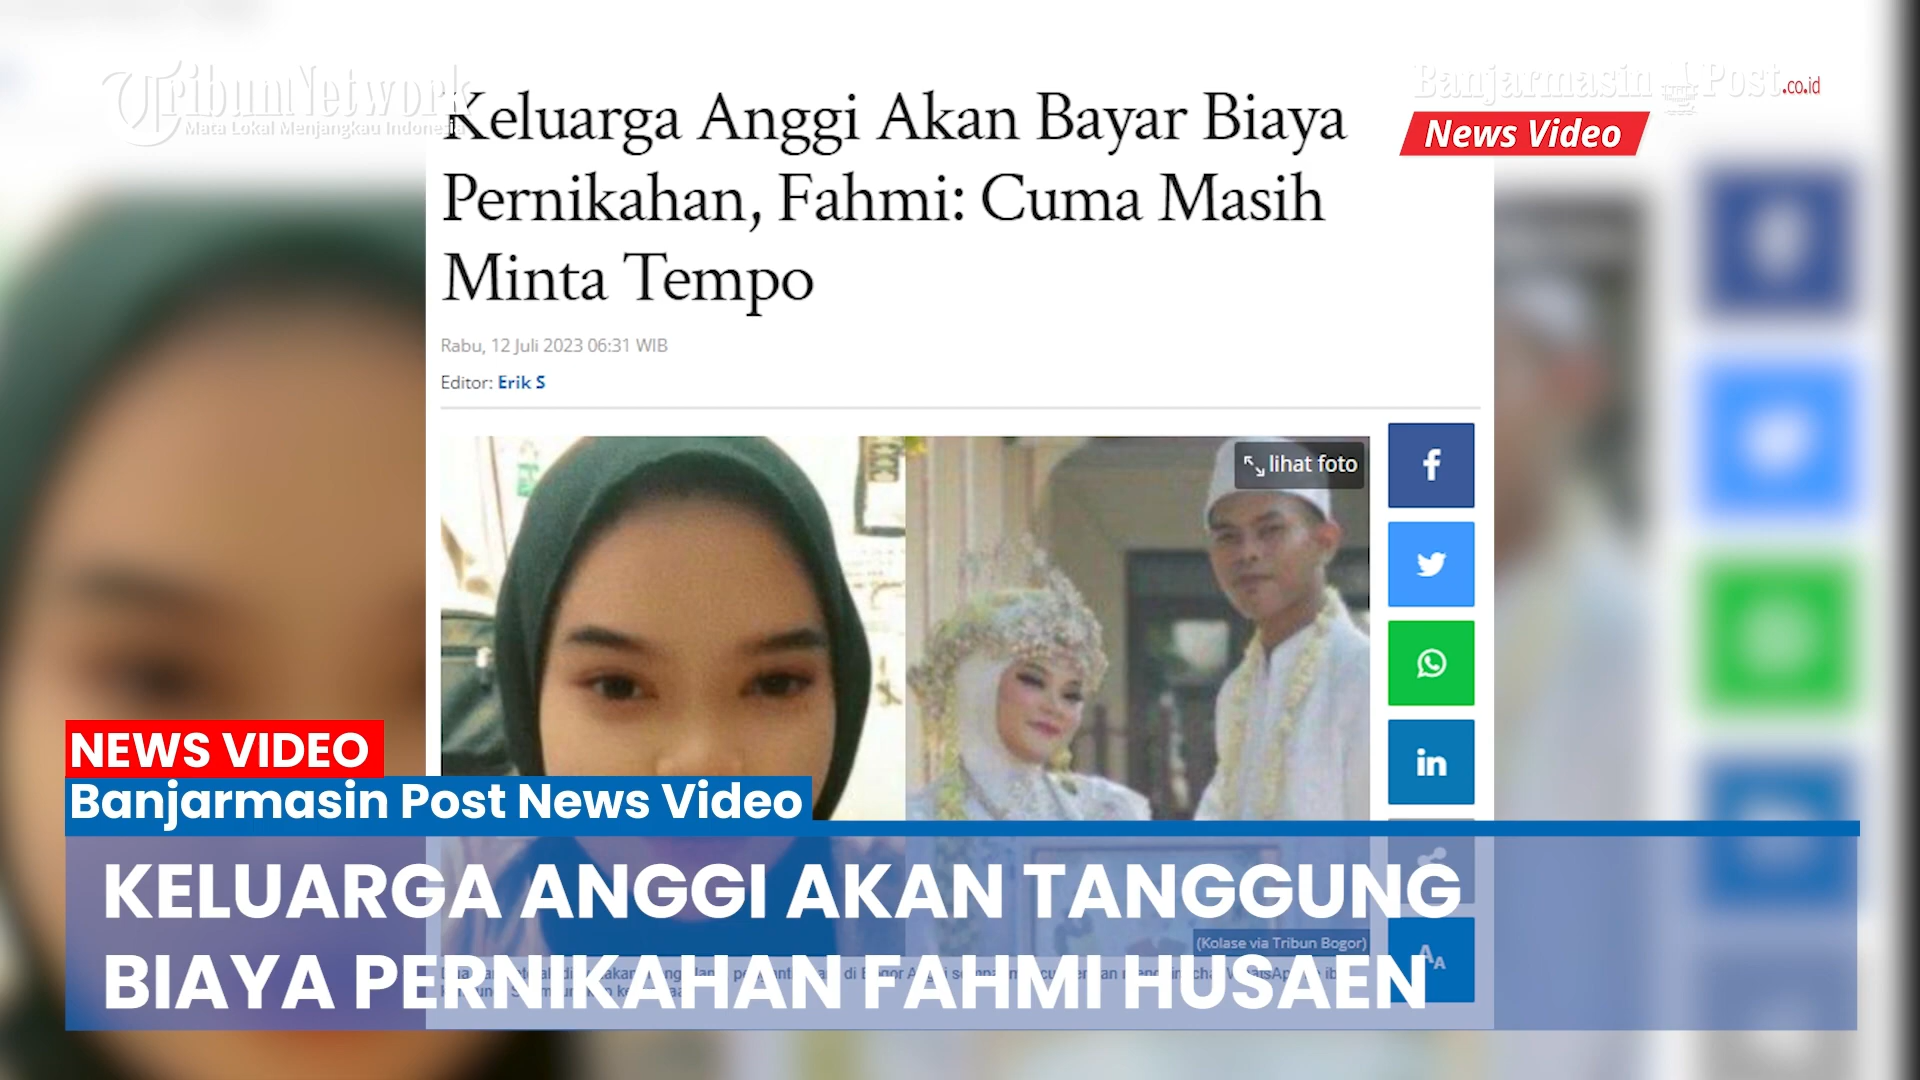 TribunNetwork
Mata Lokal Menjangkau Indonesia
Banjarmasin Post.co.id
News Video
Keluarga Anggi Akan Bayar Biaya
Pernikahan, Fahmi: Cuma Masih
Minta Tempo
Rabu, 12 Juli 2023 06:31 WIB
Editor: Erik S
lihat foto
NEWS VIDEO
Banjarmasin Post News Video
KELUARGA ANGGI AKAN TANGGUNG
BIAYA PERNIKAHAN FAHMI HUSAEN
(Kolase via Tribun Bogor)
AA